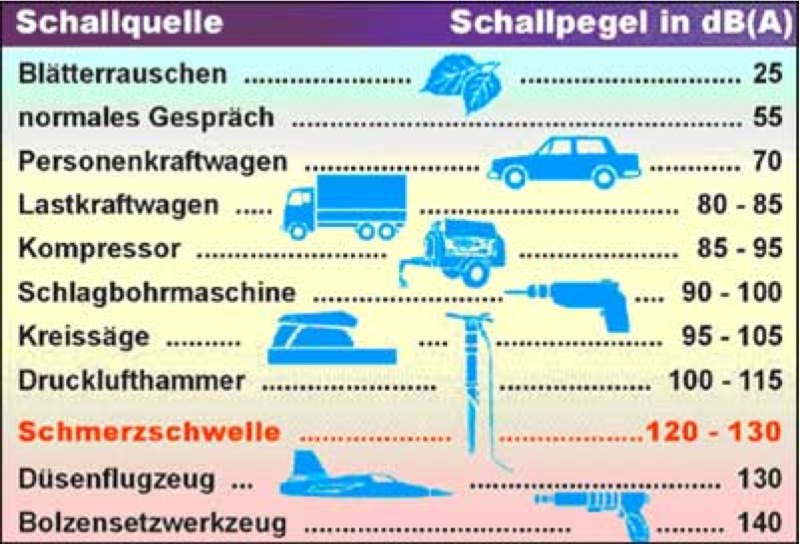 Schallquelle Schallpegel in dB(A)
Blätterrauschen ........................ 25
normales Gespräch ........................ 55
Personenkraftwagen ........................ 70
Lastkraftwagen ........................ 80 - 85
Kompressor ........................ 85 - 95
Schlagbohrmaschine ........................ 90 - 100
Kreissäge ........................ 95 - 105
Drucklufthammer ........................ 100 - 115
Schmerzschwelle ........................ 120 - 130
Düsenflugzeug ........................ 130
Bolzensetzwerkzeug ........................ 140